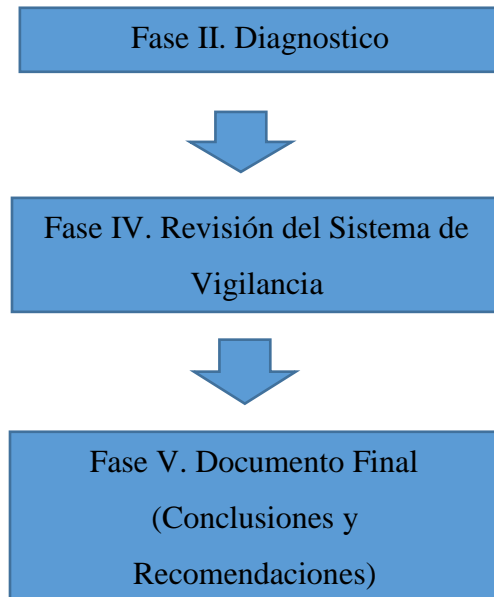 Fase II. Diagnostico
Fase IV. Revisión del Sistema de
Vigilancia
Fase V. Documento Final
(Conclusiones y
Recomendaciones)